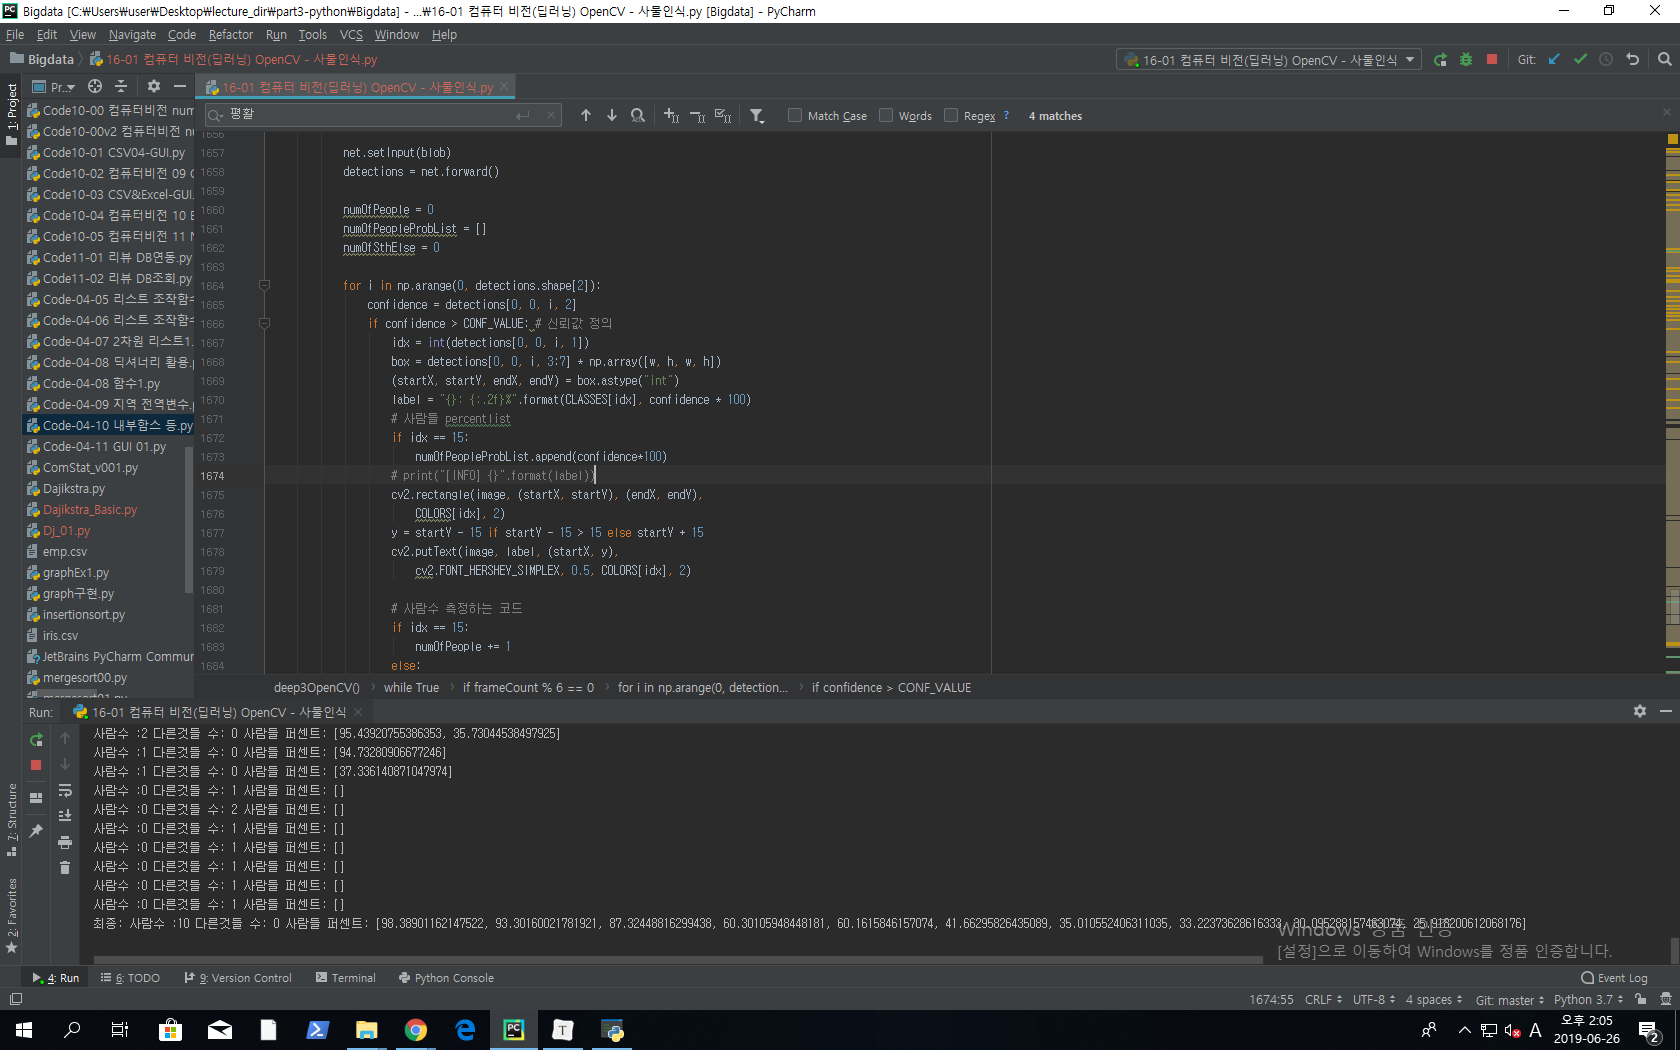 Bigdata [C:₩Users₩user₩Desktop₩lecture_dir₩part3-python₩Bigdata] - ...₩16-01 컴퓨터 비전(딥러닝) OpenCV - 사물인식.py [Bigdata] - PyCharm
File Edit View Navigate Code Refactor Run Tools VCS Window Help
Bigdata 16-01 컴퓨터 비전(딥러닝) OpenCV - 사물인식.py
16-01 컴퓨터 비전(딥러닝) OpenCV - 사물인식
Git:
1: Project
Pr..
16-01 컴퓨터 비전(딥러닝) OpenCV - 사물인식.py
평활
Match Case Words Regex ? 4 matches
Code10-00 컴퓨터비전 num
Code10-00v2 컴퓨터비전 nu
Code10-01 CSV04-GUI.py
Code10-02 컴퓨터비전 09 C
Code10-03 CSV&Excel-GUI.
Code10-04 컴퓨터비전 10 E
Code10-05 컴퓨터비전 11 M
Code11-01 리뷰 DB연동.py
Code11-02 리뷰 DB조회.py
Code-04-05 리스트 조작함수
Code-04-06 리스트 조작함수
Code-04-07 2차원 리스트1.
Code-04-08 딕셔너리 활용.p
Code-04-08 함수1.py
Code-04-09 지역 전역변수.p
Code-04-10 내부함스 등.py
Code-04-11 GUI 01.py
ComStat_v001.py
Dajikstra.py
Dajikstra_Basic.py
Dj_01.py
emp.csv
graphEx1.py
graph구현.py
insertionsort.py
iris.csv
JetBrains PyCharm Commun
mergesort00.py
mergesort01.py
1656
1657 net.setInput(blob)
1658 detections = net.forward()
1659
1660 numOfPeople = 0
1661 numOfPeopleProbList = []
1662 numOfSthElse = 0
1663
1664 for i in np.arange(0, detections.shape[2]):
1665 confidence = detections[0, 0, i, 2]
1666 if confidence > CONF_VALUE: # 신뢰값 정의
1667 idx = int(detections[0, 0, i, 1])
1668 box = detections[0, 0, i, 3:7] * np.array([w, h, w, h])
1669 (startX, startY, endX, endY) = box.astype("int")
1670 label = "{}: {:.2f}%".format(CLASSES[idx], confidence * 100)
1671 # 사람들 percentlist
1672 if idx == 15:
1673 numOfPeopleProbList.append(confidence*100)
1674 # print("[INFO] {}".format(label))
1675 cv2.rectangle(image, (startX, startY), (endX, endY),
1676 COLORS[idx], 2)
1677 y = startY - 15 if startY - 15 > 15 else startY + 15
1678 cv2.putText(image, label, (startX, y),
1679 cv2.FONT_HERSHEY_SIMPLEX, 0.5, COLORS[idx], 2)
1680
1681 # 사람수 측정하는 코드
1682 if idx == 15:
1683 numOfPeople += 1
1684 else:
deep3OpenCV() while True if frameCount % 6 == 0 for i in np.arange(0, detection... if confidence > CONF_VALUE
Run: 16-01 컴퓨터 비전(딥러닝) OpenCV - 사물인식
사람수 :2 다른것들 수: 0 사람들 퍼센트: [95.43920755386353, 35.73044538497925]
사람수 :1 다른것들 수: 0 사람들 퍼센트: [94.73280906677246]
사람수 :1 다른것들 수: 0 사람들 퍼센트: [37.336140871047974]
사람수 :0 다른것들 수: 1 사람들 퍼센트: []
사람수 :0 다른것들 수: 2 사람들 퍼센트: []
사람수 :0 다른것들 수: 1 사람들 퍼센트: []
사람수 :0 다른것들 수: 1 사람들 퍼센트: []
사람수 :0 다른것들 수: 1 사람들 퍼센트: []
사람수 :0 다른것들 수: 1 사람들 퍼센트: []
사람수 :0 다른것들 수: 1 사람들 퍼센트: []
최종: 사람수 :10 다른것들 수: 0 사람들 퍼센트: [98.38901162147522, 93.30160021781921, 87.32448816299438, 60.30105948448181, 60.1615846157074, 41.66295826435089, 35.010552406311035, 33.22373628616333,
Windows 정품 인증
[설정]으로 이동하여 Windows를 정품 인증합니다.
7: Structure
2: Favorites
4: Run 6: TODO 9: Version Control Terminal Python Console Event Log
1674:55 CRLF UTF-8 4 spaces Git: master Python 3.7
A
오후 2:05
2019-06-26
2